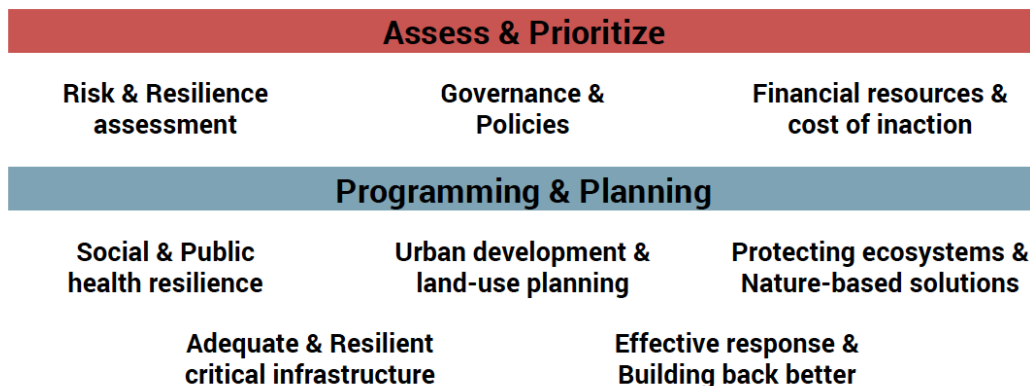 Assess & Prioritize
Risk & Resilience
assessment
Governance &
Policies
Financial resources &
cost of inaction
Programming & Planning
Social & Public
health resilience
Urban development &
land-use planning
Protecting ecosystems &
Nature-based solutions
Adequate & Resilient
critical infrastructure
Effective response &
Building back better